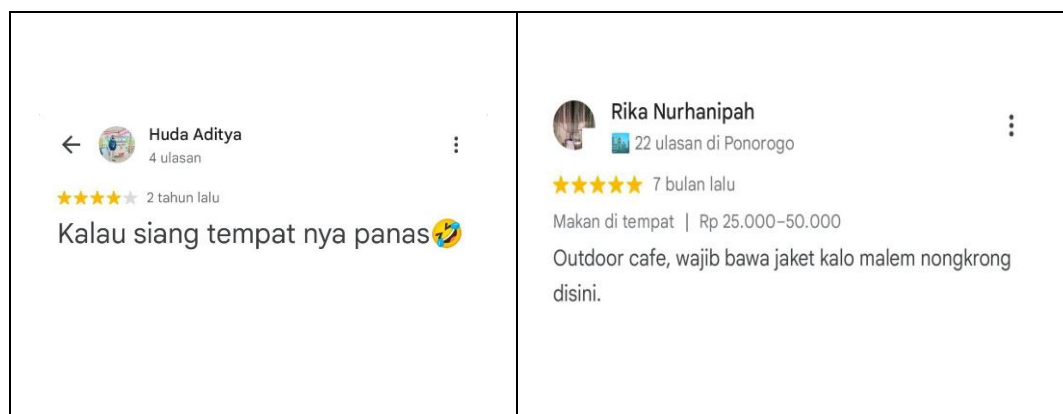 Huda Aditya
4 ulasan
2 tahun lalu
Kalau siang tempat nya panas🤣
Rika Nurhanipah
22 ulasan di Ponorogo
7 bulan lalu
Makan di tempat | Rp 25.000–50.000
Outdoor cafe, wajib bawa jaket kalo malem nongkrong
disini.